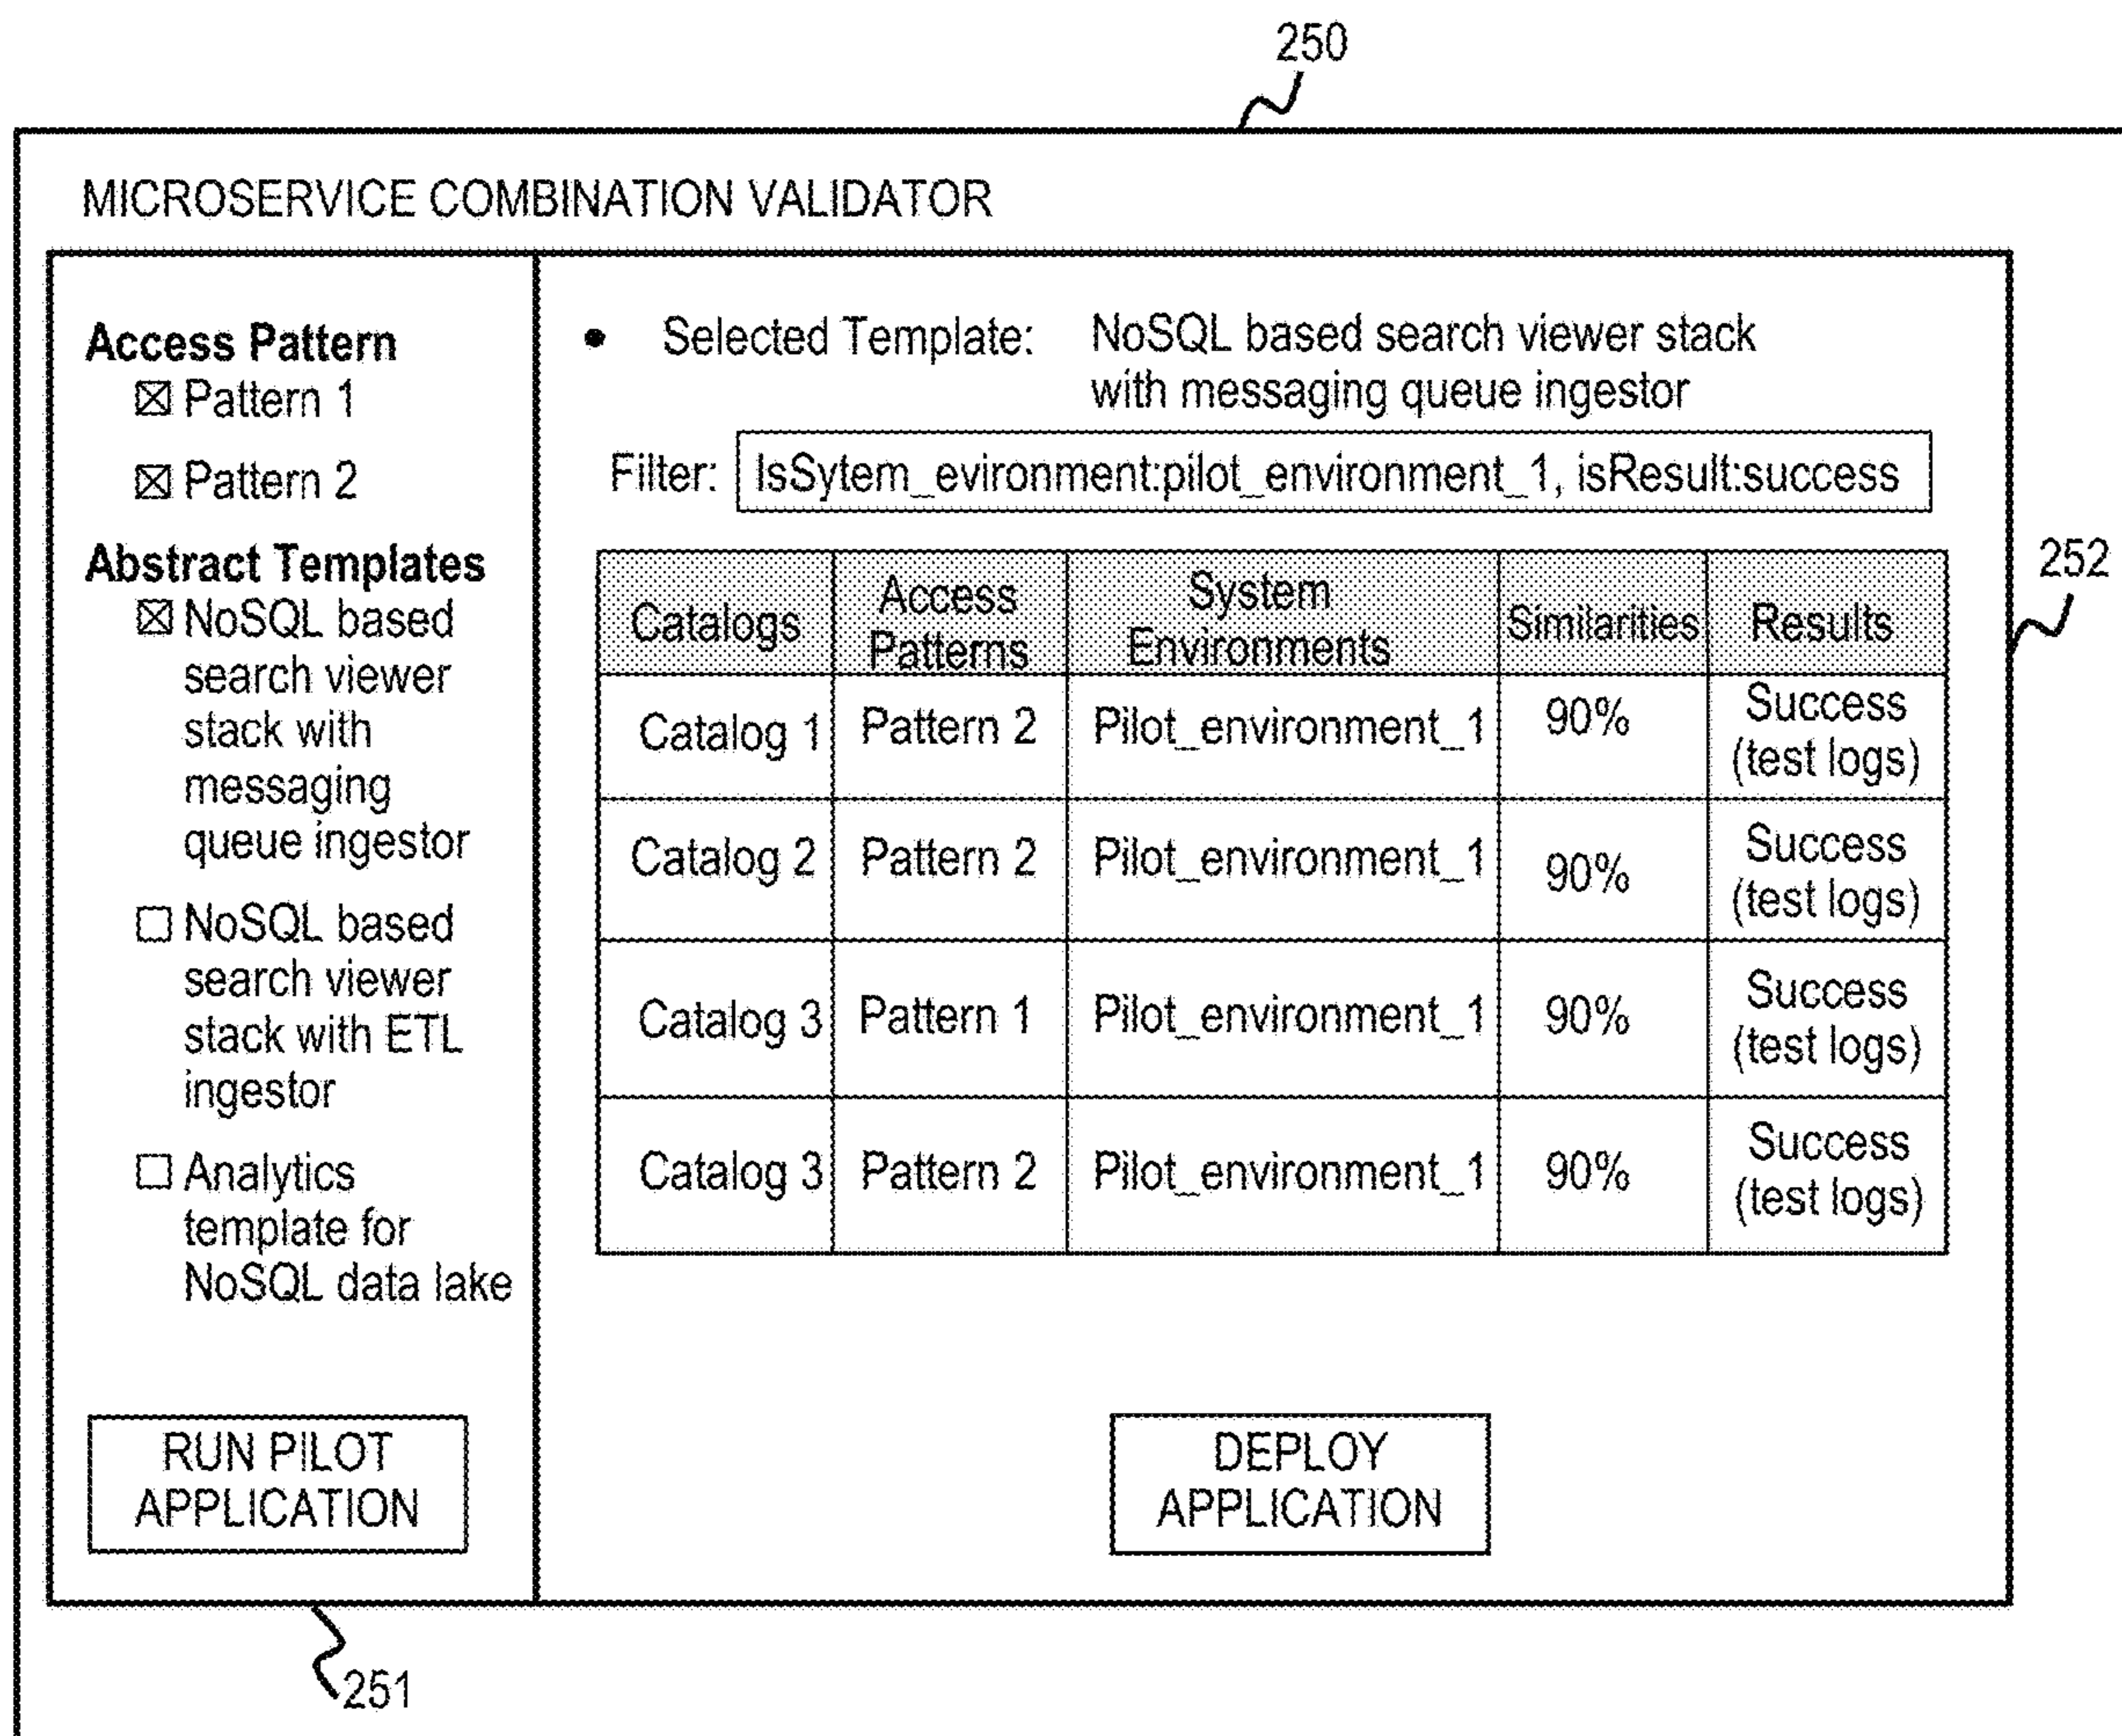 250
MICROSERVICE COMBINATION VALIDATOR
Access Pattern
☒ Pattern 1
☒ Pattern 2
Abstract Templates
☒ NoSQL based
search viewer
stack with
messaging
queue ingestor
☐ NoSQL based
search viewer
stack with ETL
ingestor
☐ Analytics
template for
NoSQL data lake
RUN PILOT
APPLICATION
251
• Selected Template: NoSQL based search viewer stack
with messaging queue ingestor
Filter: IsSytem_evironment:pilot_environment_1, isResult:success
252
Catalogs Access Patterns System Environments Similarities Results
Catalog 1 Pattern 2 Pilot_environment_1 90% Success (test logs)
Catalog 2 Pattern 2 Pilot_environment_1 90% Success (test logs)
Catalog 3 Pattern 1 Pilot_environment_1 90% Success (test logs)
Catalog 3 Pattern 2 Pilot_environment_1 90% Success (test logs)
DEPLOY
APPLICATION